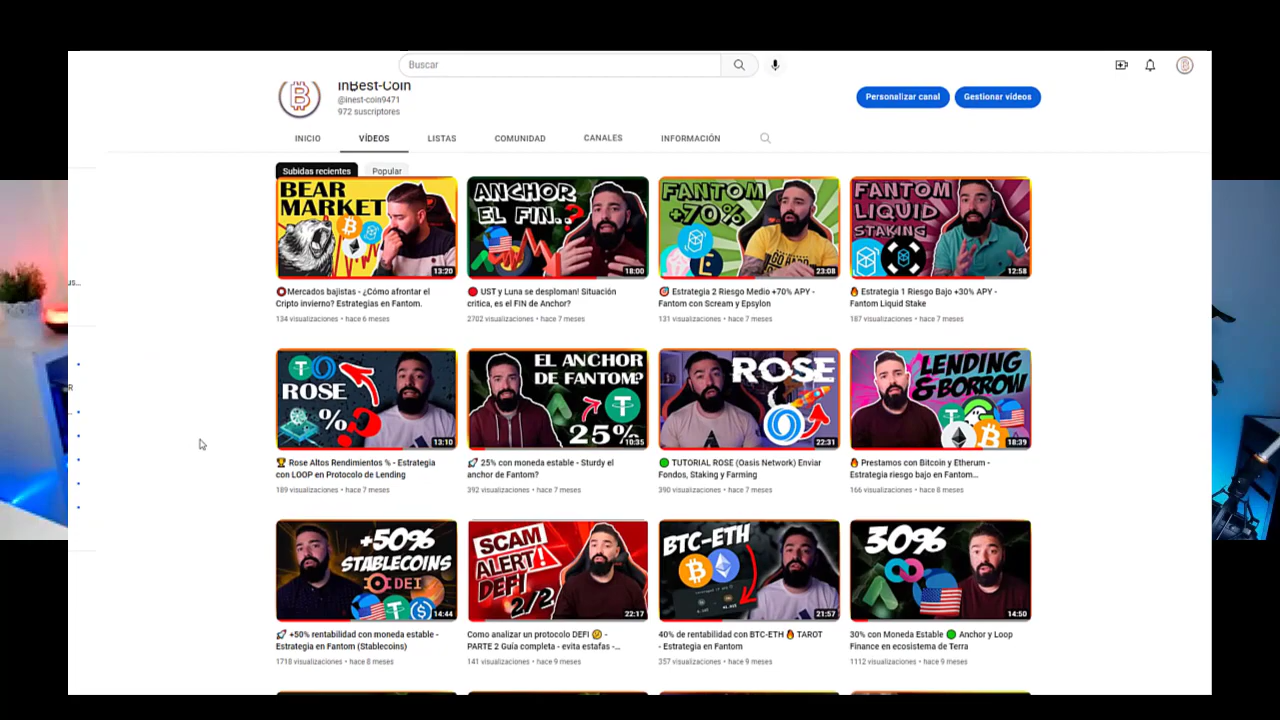 Buscar
InBest-Coin
@inest-coin9471
972 suscriptores
Personalizar canal
Gestionar vídeos
INICIO
VÍDEOS
LISTAS
COMUNIDAD
CANALES
INFORMACIÓN
Subidas recientes
Popular
BEAR
MARKET
13:20
ANCHOR
EL FIN..?
18:00
FANTOM
+70%
23:08
FANTOM
LIQUID
STAKING
12:58
⭕Mercados bajistas - ¿Cómo afrontar el
Cripto invierno? Estrategias en Fantom.
134 visualizaciones • hace 6 meses
🔴 UST y Luna se desploman! Situación
critica, es el FIN de Anchor?
2702 visualizaciones • hace 7 meses
🎯 Estrategia 2 Riesgo Medio +70% APY -
Fantom con Scream y Epsylon
131 visualizaciones • hace 7 meses
🔥 Estrategia 1 Riesgo Bajo +30% APY -
Fantom Liquid Stake
187 visualizaciones • hace 7 meses
us...
R
ROSE
%?
13:10
EL ANCHOR
DE FANTOM?
25%
10:35
ROSE
22:31
LENDING
& BORROW
18:39
🏆 Rose Altos Rendimientos % - Estrategia
con LOOP en Protocolo de Lending
189 visualizaciones • hace 7 meses
🚀 25% con moneda estable - Sturdy el
anchor de Fantom?
392 visualizaciones • hace 7 meses
🟢 TUTORIAL ROSE (Oasis Network) Enviar
Fondos, Staking y Farming
390 visualizaciones • hace 7 meses
🔥 Prestamos con Bitcoin y Etherum -
Estrategia riesgo bajo en Fantom...
166 visualizaciones • hace 8 meses
+50%
STABLECOINS
DEI
14:44
SCAM
ALERT!
DEFI
2/2
22:17
BTC-ETH
21:57
30%
14:50
🚀 +50% rentabilidad con moneda estable -
Estrategia en Fantom (Stablecoins)
1718 visualizaciones • hace 8 meses
Como analizar un protocolo DEFI 🧐 -
PARTE 2 Guía completa - evita estafas -...
141 visualizaciones • hace 9 meses
40% de rentabilidad con BTC-ETH 🔥 TAROT
- Estrategia en Fantom
357 visualizaciones • hace 9 meses
30% con Moneda Estable 🟢 Anchor y Loop
Finance en ecosistema de Terra
1112 visualizaciones • hace 9 meses